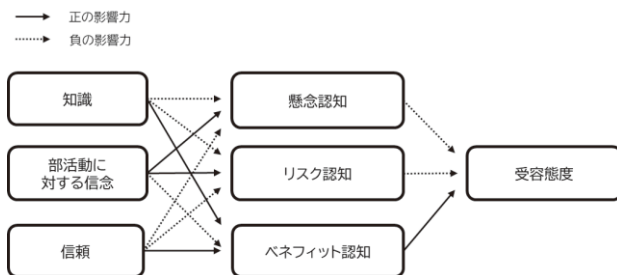 正の影響力
負の影響力
知識
懸念認知
部活動に
対する信念
リスク認知
受容態度
信頼
ベネフィット認知